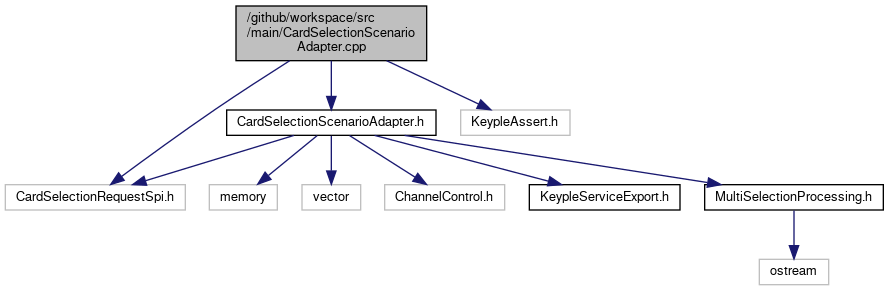 /github/workspace/src
/main/CardSelectionScenario
Adapter.cpp
CardSelectionScenarioAdapter.h
KeypleAssert.h
CardSelectionRequestSpi.h
memory
vector
ChannelControl.h
KeypleServiceExport.h
MultiSelectionProcessing.h
ostream